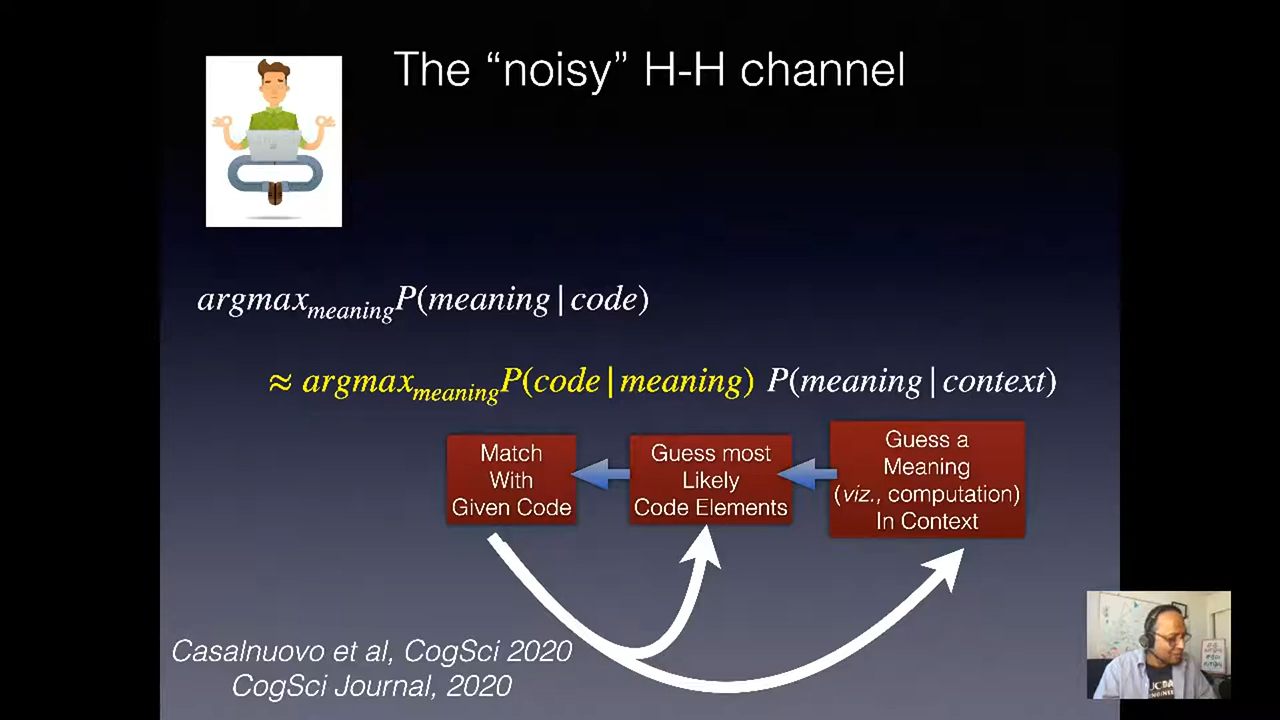 The “noisy” H-H channel
argmax_meaning P(meaning | code)
≈ argmax_meaning P(code | meaning) P(meaning | context)
Match
With
Given Code
Guess most
Likely
Code Elements
Guess a
Meaning
(viz., computation)
In Context
Casalnuovo et al, CogSci 2020
CogSci Journal, 2020